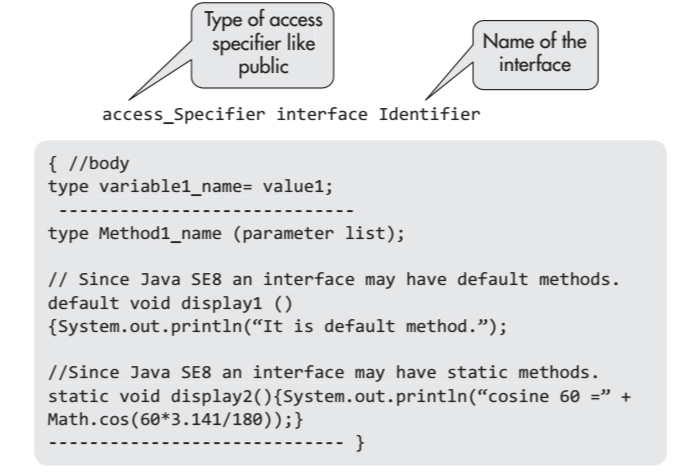 Type of access
specifier like
public
Name of the
interface
access_Specifier interface Identifier
{ //body
type variable1_name= value1;
-----------------------------
type Method1_name (parameter list);
// Since Java SE8 an interface may have default methods.
default void display1 ()
{System.out.println(“It is default method.”);
//Since Java SE8 an interface may have static methods.
static void display2(){System.out.println(“cosine 60 =” +
Math.cos(60*3.141/180));}
----------------------------- }